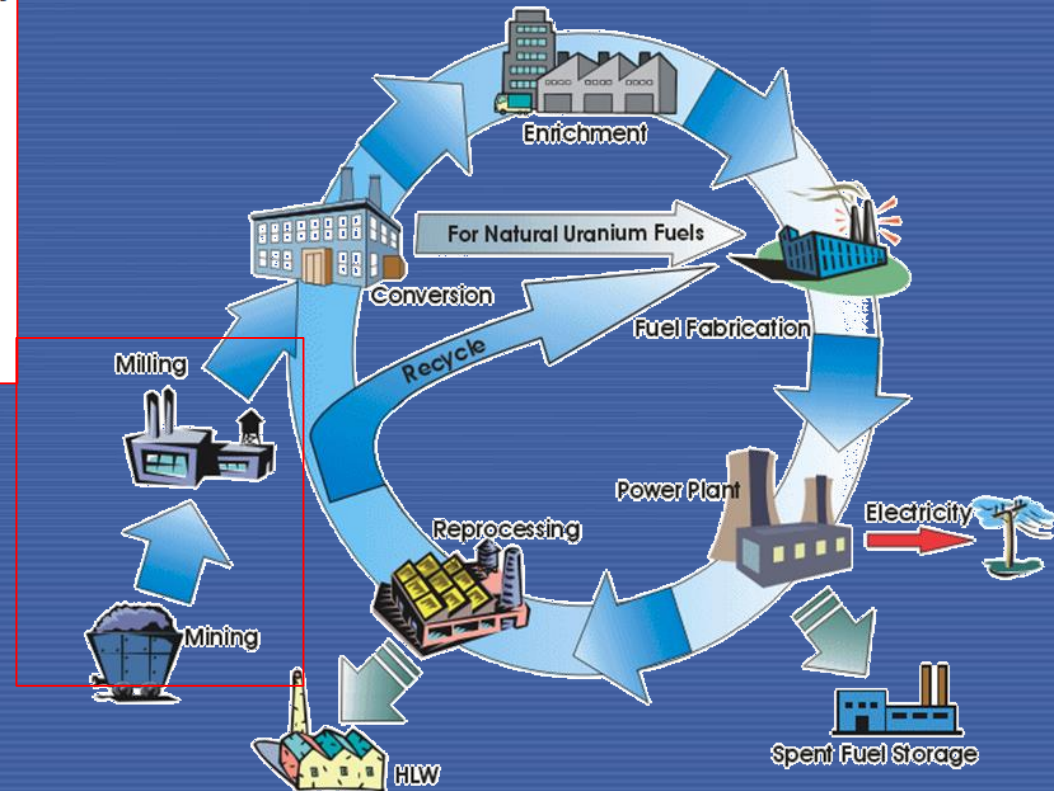 Enrichment
For Natural Uranium Fuels
Conversion
Fuel Fabrication
Recycle
Milling
Power Plant
Electricity
Reprocessing
Mining
Spent Fuel Storage
HLW